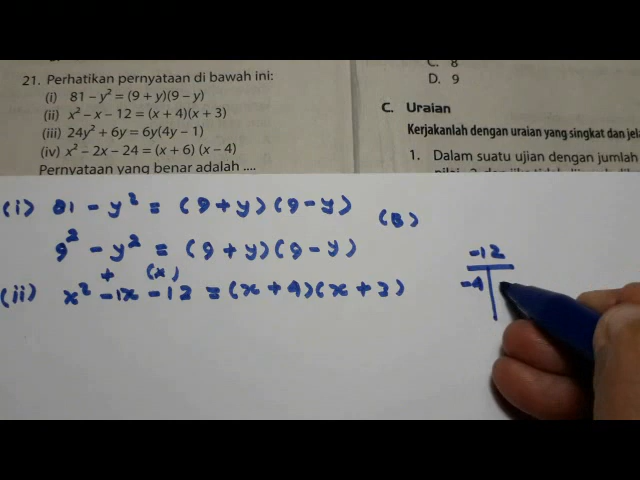 21. Perhatikan pernyataan di bawah ini:
(i) 81 – y² = (9 + y)(9 – y)
(ii) x² – x – 12 = (x + 4)(x + 3)
(iii) 24y² + 6y = 6y(4y – 1)
(iv) x² – 2x – 24 = (x + 6) (x – 4)
Pernyataan yang benar adalah ....
C. 8
D. 9
C. Uraian
Kerjakanlah dengan uraian yang singkat dan
1. Dalam suatu ujian dengan jumlah
(i) 81 – y² = (9 + y)(9 – y) (B)
9² – y² = (9 + y)(9 – y)
+ (x)
(ii) x² – 1x – 12 = (x + 4)(x + 3)
–12
–4